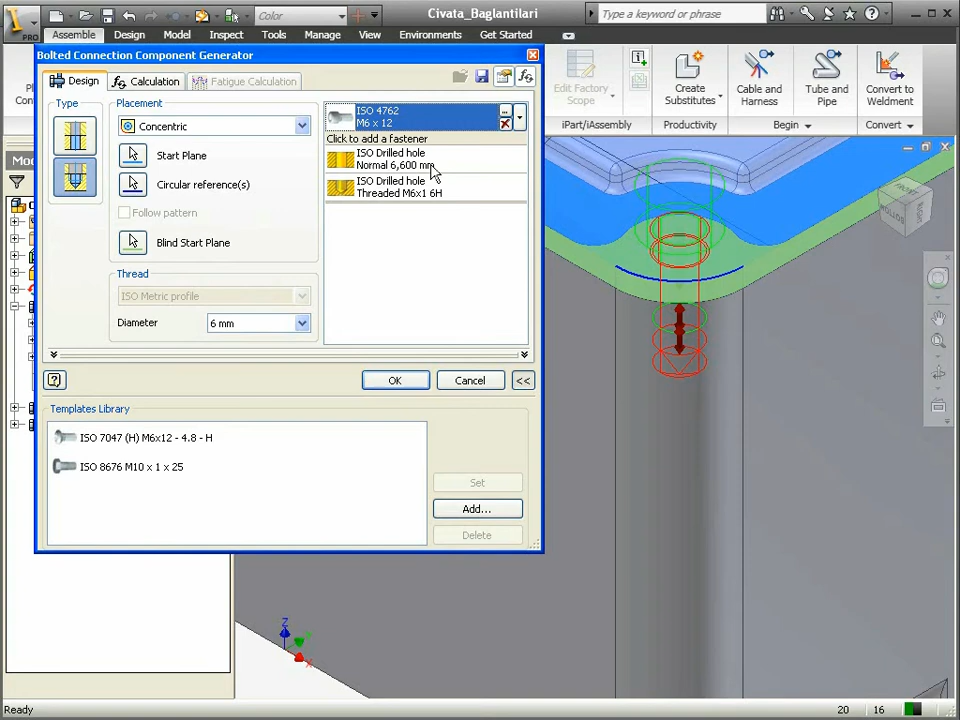 Color
Civata_Baglantilari
Type a keyword or phrase
PRO
Assemble
Design
Model
Inspect
Tools
Manage
View
Environments
Get Started
Bolted Connection Component Generator
Design
Calculation
Fatigue Calculation
Type
Placement
Concentric
Start Plane
Circular reference(s)
Follow pattern
Blind Start Plane
Thread
ISO Metric profile
Diameter
6 mm
ISO 4762
M6 x 12
Click to add a fastener
ISO Drilled hole
Normal 6,600 mm
ISO Drilled hole
Threaded M6x1 6H
OK
Cancel
<<
Templates Library
ISO 7047 (H) M6x12 - 4.8 - H
ISO 8676 M10 x 1 x 25
Set
Add...
Delete
Edit Factory
Scope
iPart/iAssembly
Create
Substitutes
Cable and
Harness
Tube and
Pipe
Begin
Convert to
Weldment
Convert
FRONT
BOTTOM
Z
X
Ready
20
16